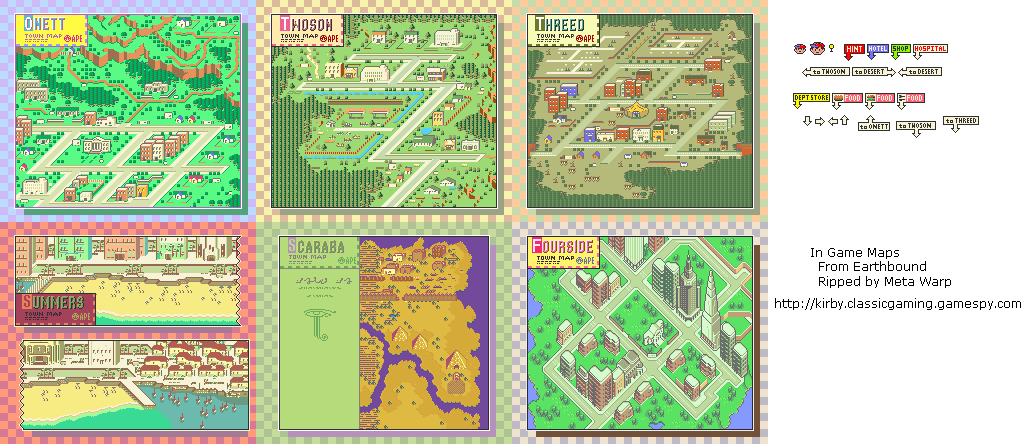 ONETT
TOWN MAP @APE
TWOSON
TOWN MAP @APE
THREED
TOWN MAP @APE
HINT HOTEL SHOP HOSPITAL
to TWOSON to DESERT to DESERT
DEPT STORE FOOD FOOD FOOD
to ONETT to TWOSON to THREED
SUMMERS
TOWN MAP
@APE
SCARABA
TOWN MAP @APE
FOURSIDE
TOWN MAP @APE
In Game Maps
From Earthbound
Ripped by Meta Warp
http://kirby.classicgaming.gamespy.com